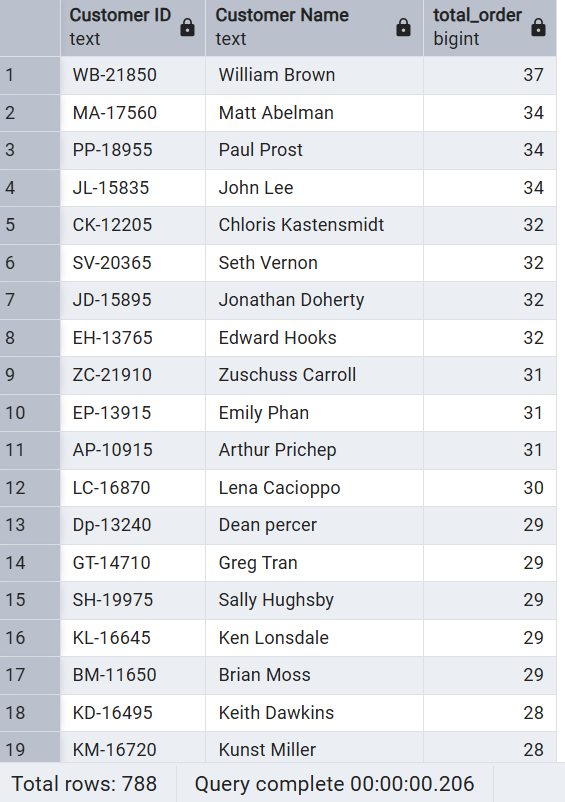 Customer ID Customer Name total_order
text text bigint
1 WB-21850 William Brown 37
2 MA-17560 Matt Abelman 34
3 PP-18955 Paul Prost 34
4 JL-15835 John Lee 34
5 CK-12205 Chloris Kastensmidt 32
6 SV-20365 Seth Vernon 32
7 JD-15895 Jonathan Doherty 32
8 EH-13765 Edward Hooks 32
9 ZC-21910 Zuschuss Carroll 31
10 EP-13915 Emily Phan 31
11 AP-10915 Arthur Prichep 31
12 LC-16870 Lena Cacioppo 30
13 Dp-13240 Dean percer 29
14 GT-14710 Greg Tran 29
15 SH-19975 Sally Hughsby 29
16 KL-16645 Ken Lonsdale 29
17 BM-11650 Brian Moss 29
18 KD-16495 Keith Dawkins 28
19 KM-16720 Kunst Miller 28
Total rows: 788 Query complete 00:00:00.206